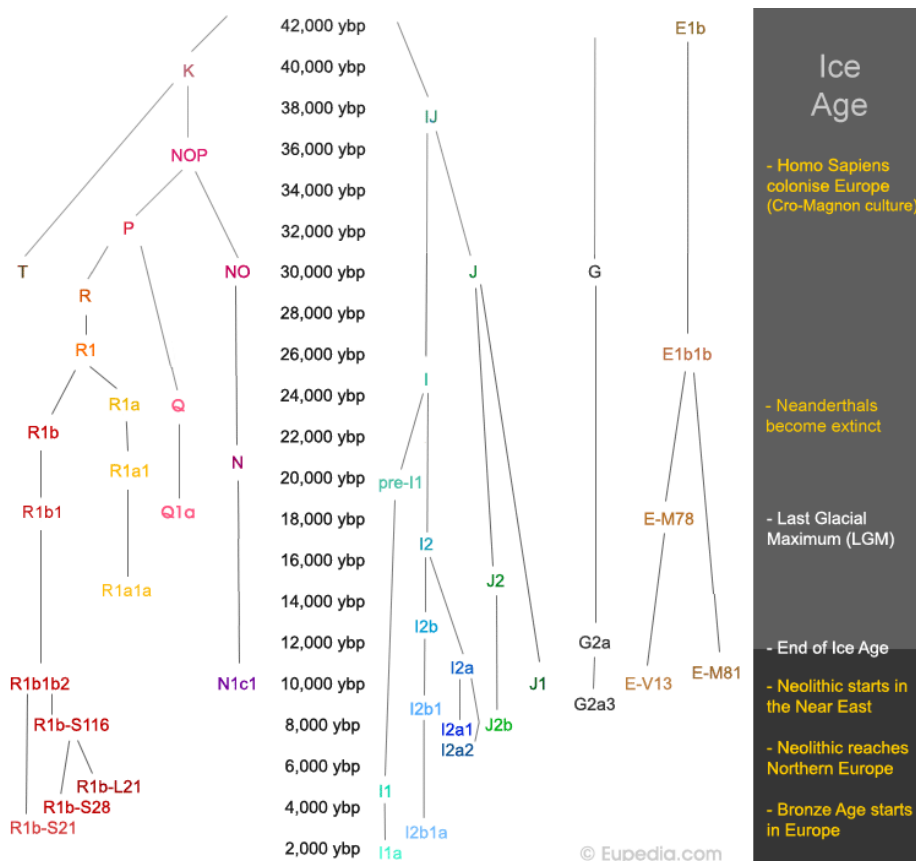 42,000 ybp
E1b
Ice
Age
40,000 ybp
K
38,000 ybp
IJ
36,000 ybp
NOP
- Homo Sapiens
colonise Europe
(Cro-Magnon culture)
34,000 ybp
32,000 ybp
P
30,000 ybp
T
NO
J
G
R
28,000 ybp
26,000 ybp
R1
E1b1b
I
24,000 ybp
R1a
Q
- Neanderthals
become extinct
R1b
22,000 ybp
R1a1
N
20,000 ybp
pre-I1
R1b1
Q1a
18,000 ybp
E-M78
- Last Glacial
Maximum (LGM)
I2
16,000 ybp
R1a1a
J2
14,000 ybp
I2b
12,000 ybp
G2a
- End of Ice Age
I2a
R1b1b2
N1c1
10,000 ybp
J1
E-V13
E-M81
- Neolithic starts in
the Near East
G2a3
I2b1
R1b-S116
8,000 ybp
I2a1
J2b
I2a2
6,000 ybp
- Neolithic reaches
Northern Europe
R1b-L21
I1
R1b-S28
4,000 ybp
- Bronze Age starts
in Europe
R1b-S21
I2b1a
2,000 ybp
I1a
© Eupedia.com